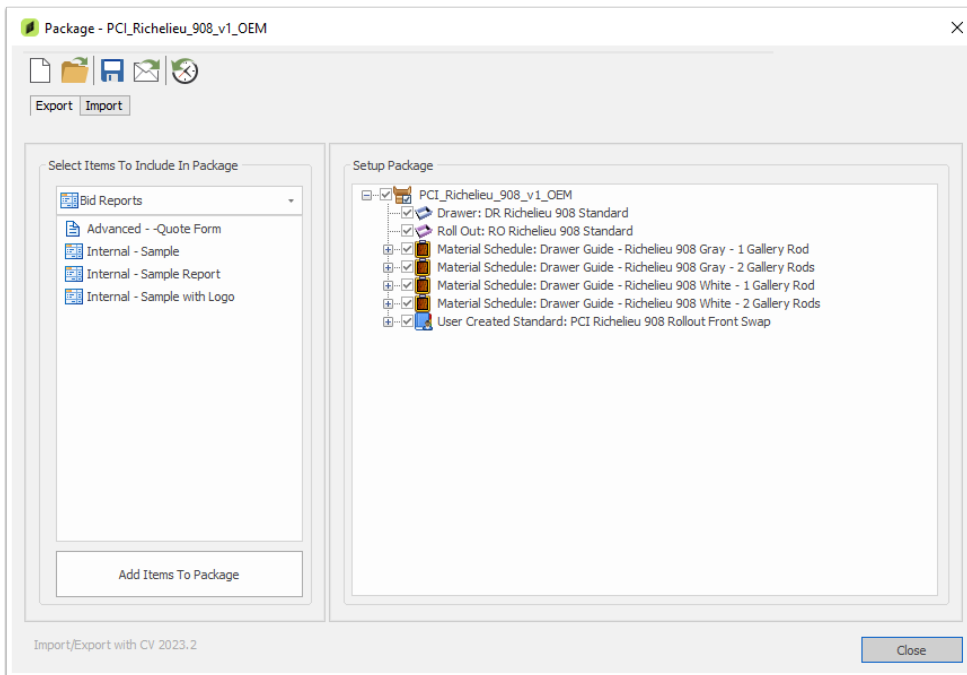 Package - PCI_Richelieu_908_v1_OEM
Export
Import
Select Items To Include In Package
Bid Reports
Advanced - -Quote Form
Internal - Sample
Internal - Sample Report
Internal - Sample with Logo
Add Items To Package
Setup Package
PCI_Richelieu_908_v1_OEM
Drawer: DR Richelieu 908 Standard
Roll Out: RO Richelieu 908 Standard
Material Schedule: Drawer Guide - Richelieu 908 Gray - 1 Gallery Rod
Material Schedule: Drawer Guide - Richelieu 908 Gray - 2 Gallery Rods
Material Schedule: Drawer Guide - Richelieu 908 White - 1 Gallery Rod
Material Schedule: Drawer Guide - Richelieu 908 White - 2 Gallery Rods
User Created Standard: PCI Richelieu 908 Rollout Front Swap
Import/Export with CV 2023.2
Close